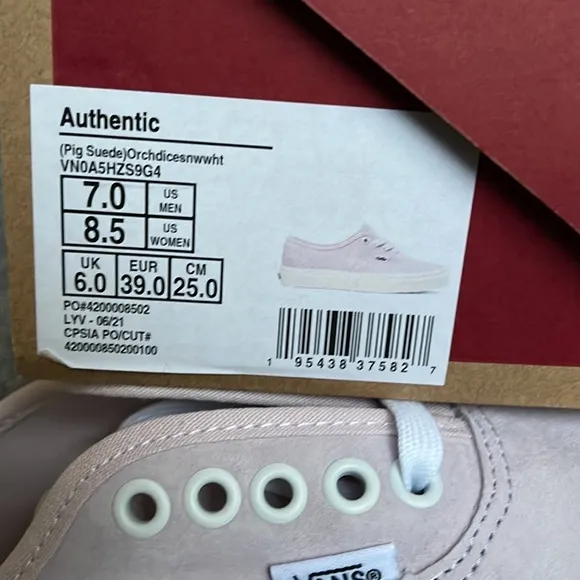 Authentic
(Pig Suede)Orchdicesnwwht
VN0A5HZS9G4
7.0 US MEN
8.5 US WOMEN
UK 6.0 EUR 39.0 CM 25.0
PO#4200008502
LYV - 06/21
CPSIA PO/CUT#
420000850200100
1 95438 37582 7
VANS®